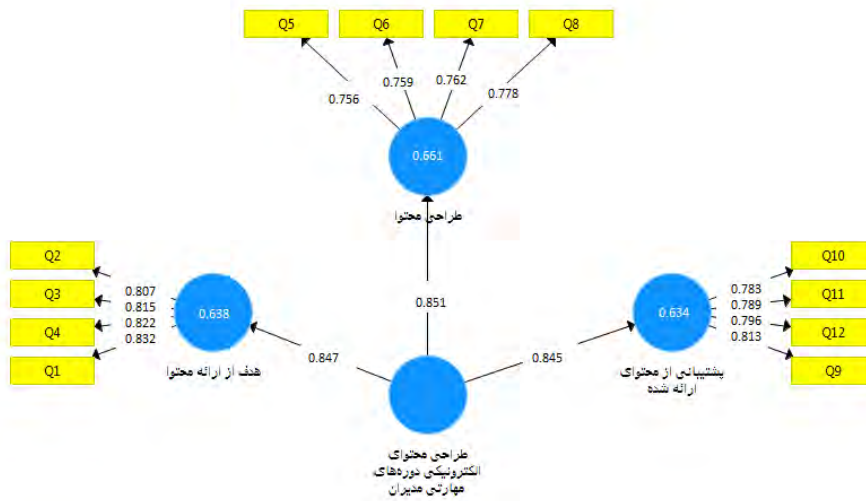 Q5 Q6 Q7 Q8
0.756 0.759 0.762 0.778
0.661
طراحی محتوا
Q2
Q3
Q4
Q1
0.807
0.815
0.822
0.832
0.638
هدف از ارائه محتوا
0.847
0.851
0.845
0.634
پشتیبانی از محتوای
ارائه شده
0.783
0.789
0.796
0.813
Q10
Q11
Q12
Q9
طراحی محتوای
الکترونیکی دوره‌های
مهارتی مدیران